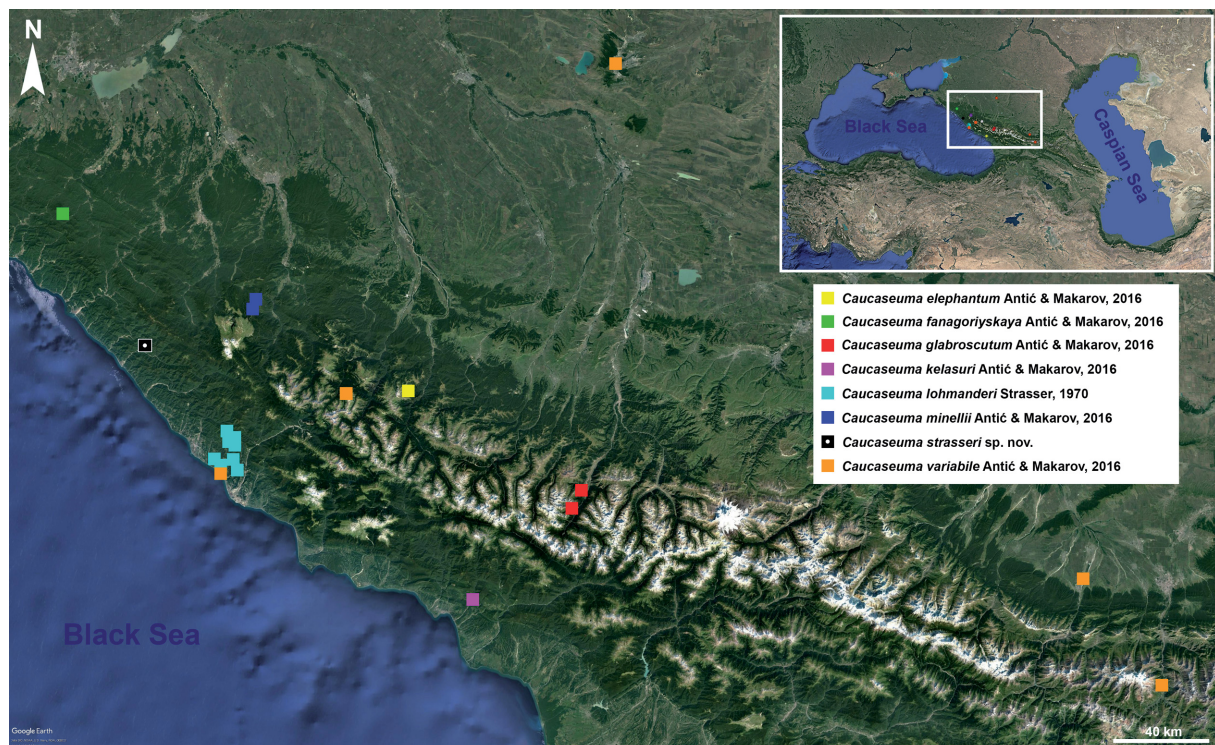 N
Black Sea
Caspian Sea
Caucaseuma elephantum Antić & Makarov, 2016
Caucaseuma fanagoriyskaya Antić & Makarov, 2016
Caucaseuma glabroscutum Antić & Makarov, 2016
Caucaseuma kelasuri Antić & Makarov, 2016
Caucaseuma lohmanderi Strasser, 1970
Caucaseuma minellii Antić & Makarov, 2016
Caucaseuma strasseri sp. nov.
Caucaseuma variabile Antić & Makarov, 2016
Black Sea
Google Earth
40 km